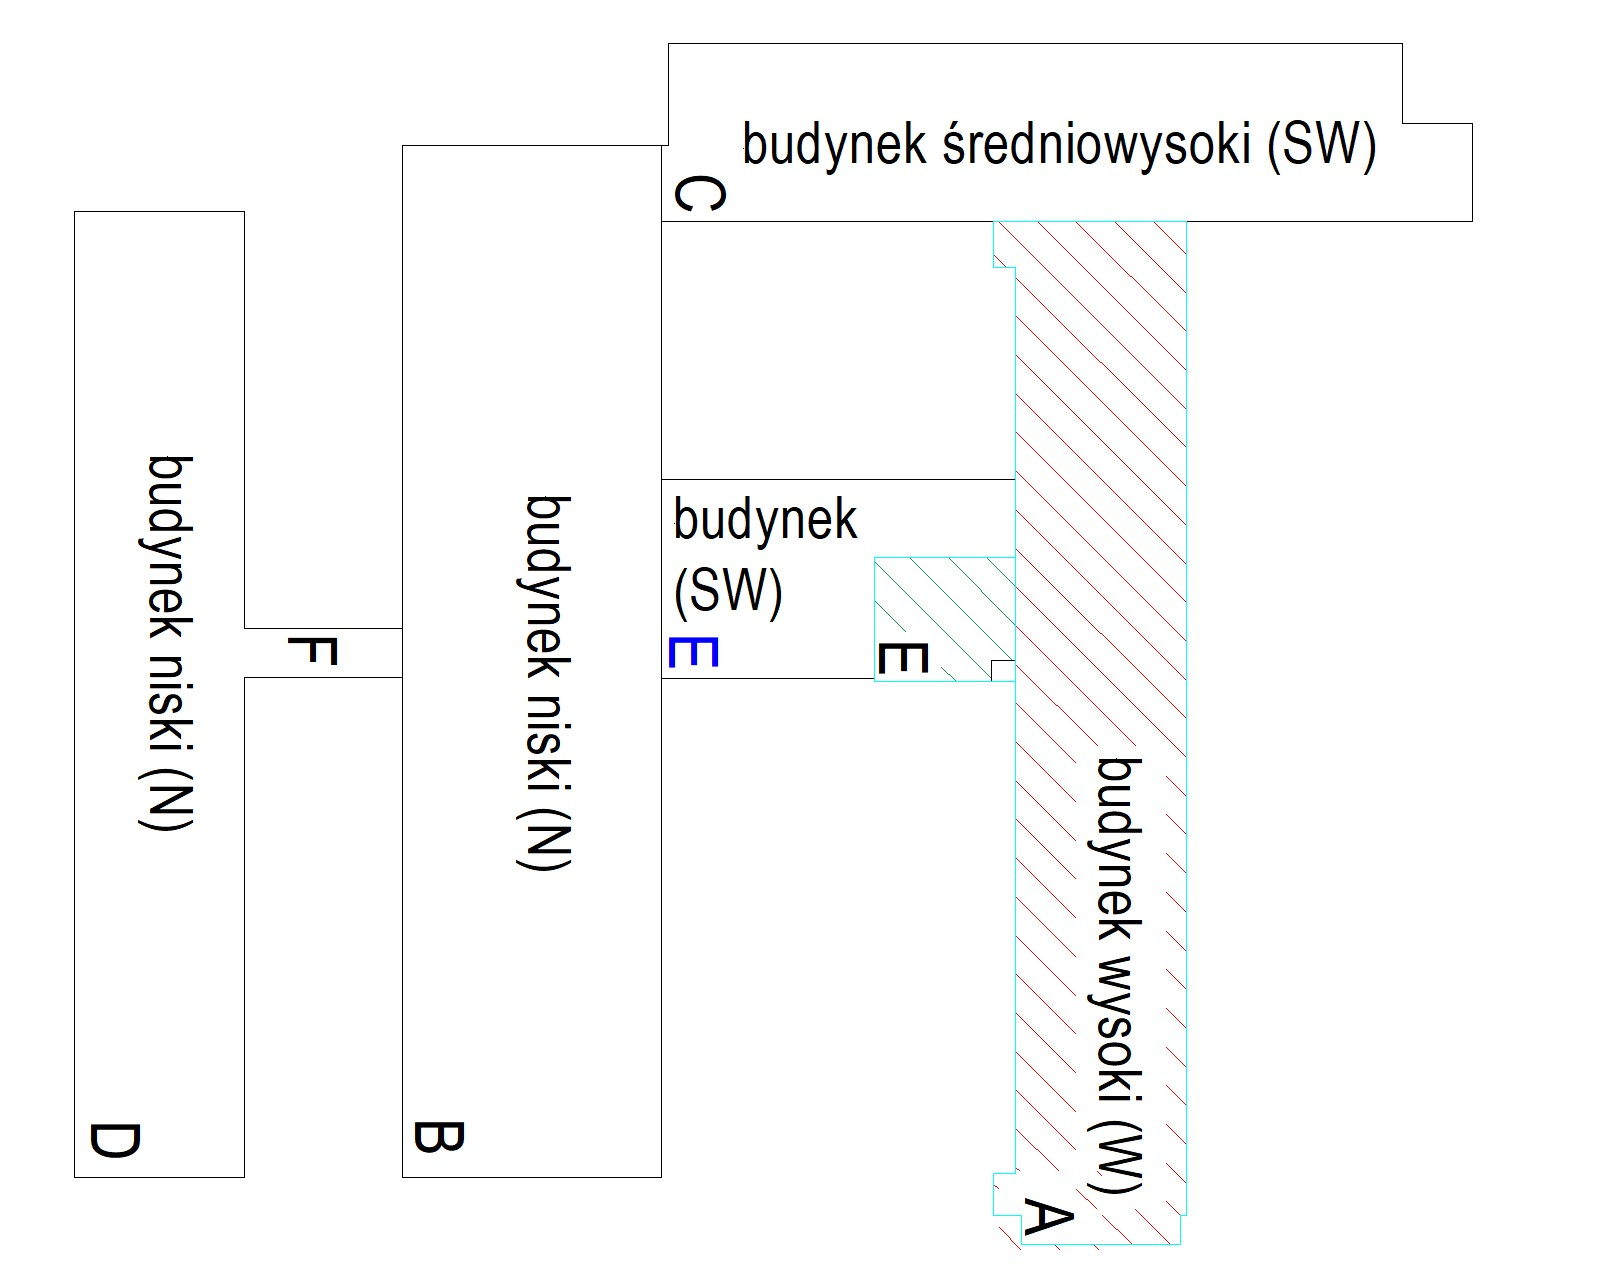 budynek średniowysoki (SW)
C
budynek niski (N)
D
F
budynek niski (N)
B
budynek
(SW)
E
E
budynek wysoki (W)
A